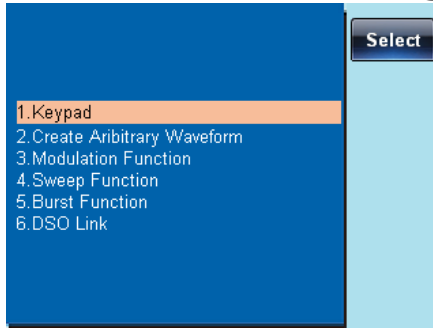 Select
1.Keypad
2.Create Aribitrary Waveform
3.Modulation Function
4.Sweep Function
5.Burst Function
6.DSO Link